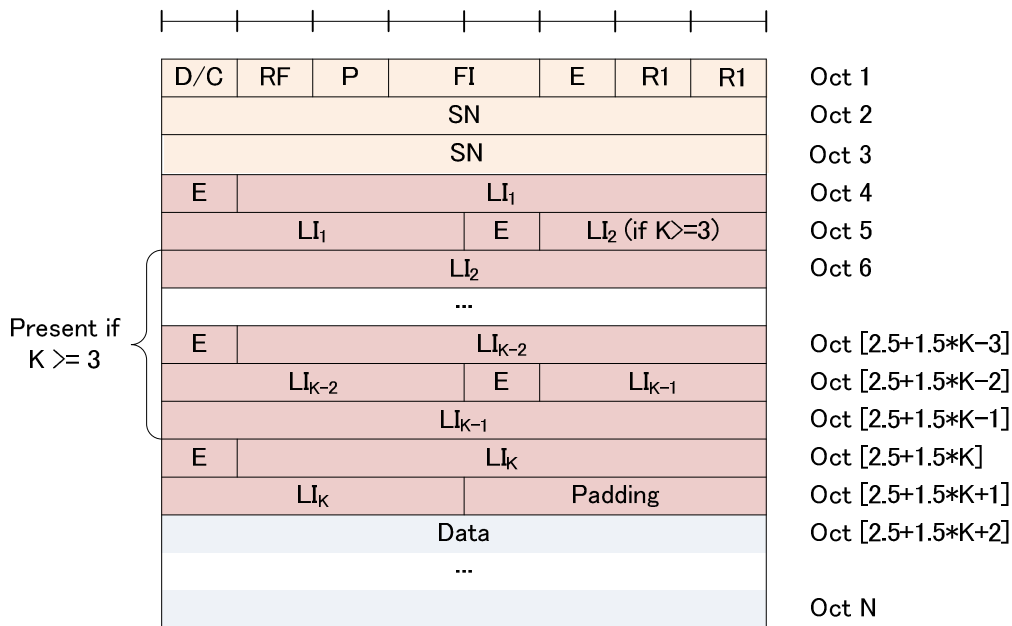 D/C RF P FI E R1 R1 Oct 1
SN Oct 2
SN Oct 3
E LI₁ Oct 4
LI₁ E LI₂ (if K>=3) Oct 5
LI₂ Oct 6
...
Present if
K >= 3
E LIK-2 Oct [2.5+1.5*K-3]
LIK-2 E LIK-1 Oct [2.5+1.5*K-2]
LIK-1 Oct [2.5+1.5*K-1]
E LIK Oct [2.5+1.5*K]
LIK Padding Oct [2.5+1.5*K+1]
Data Oct [2.5+1.5*K+2]
...
Oct N